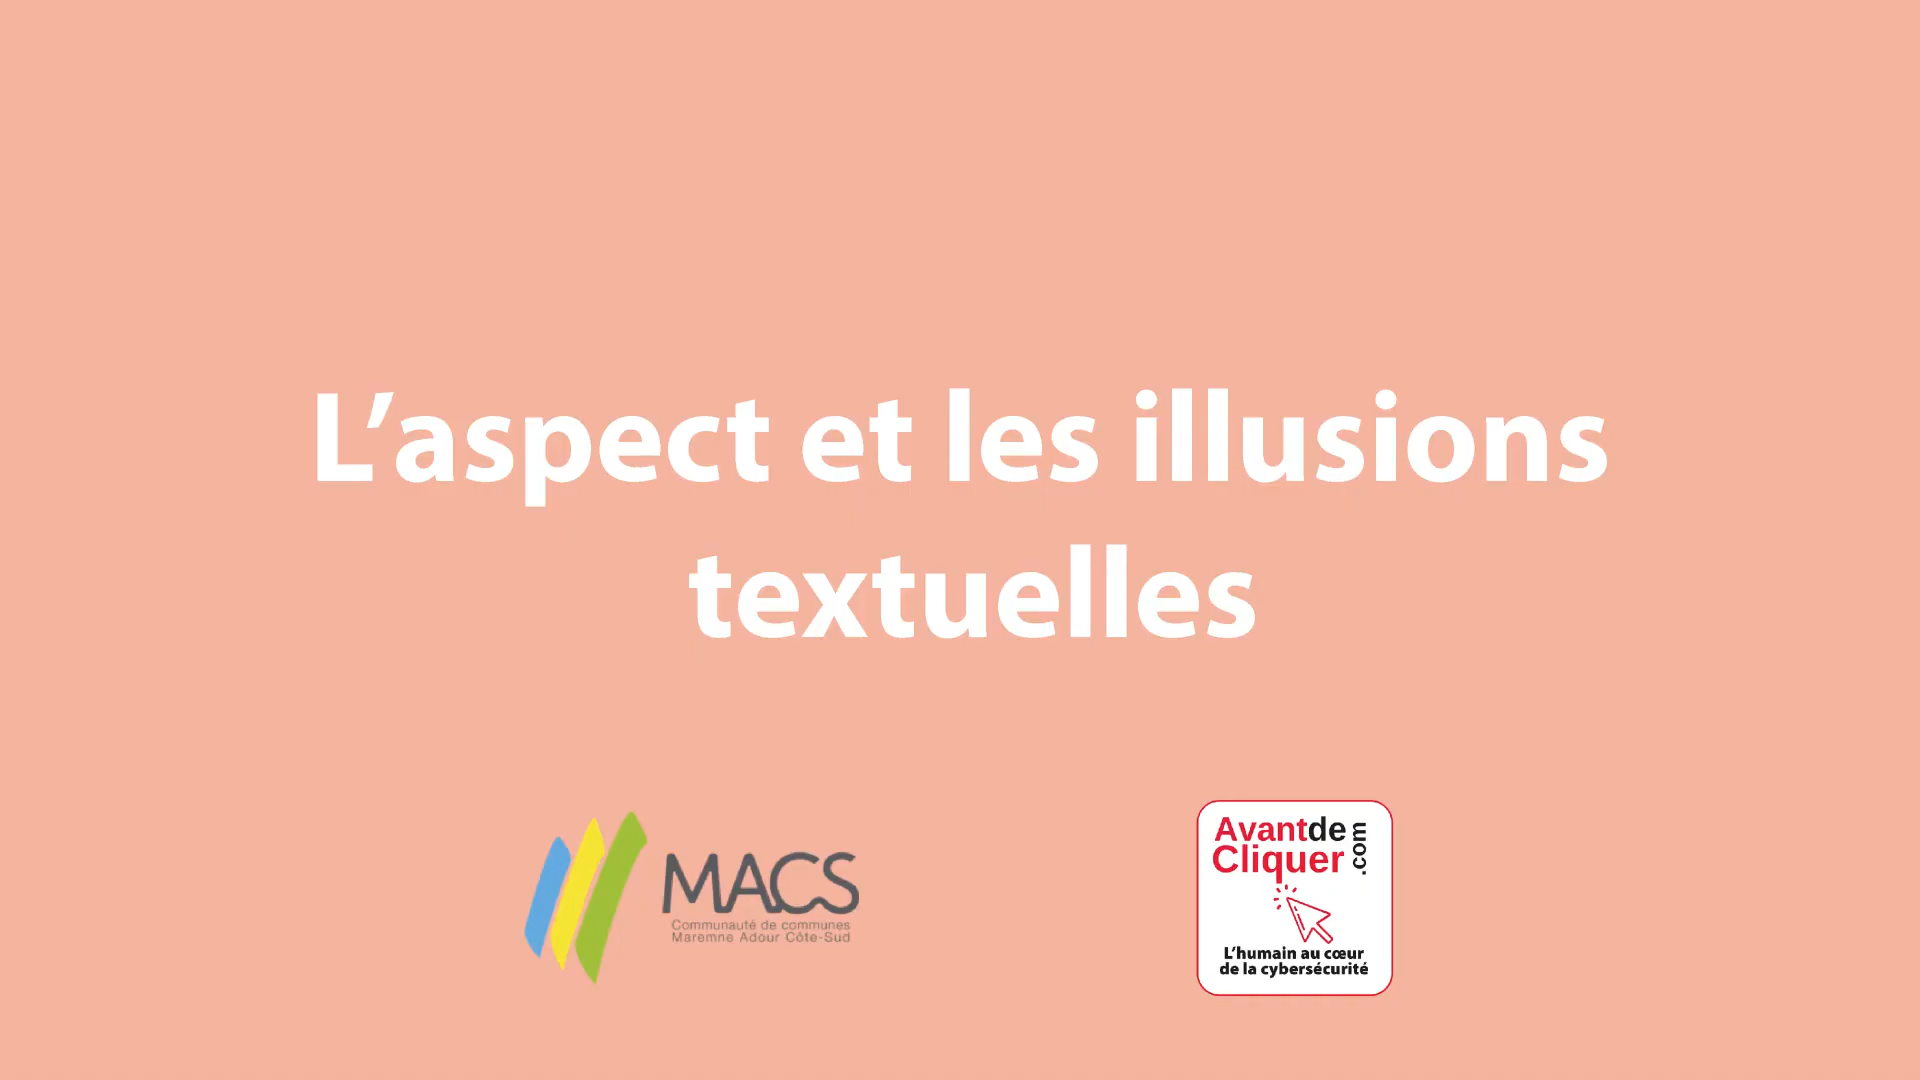 L’aspect et les illusions
textuelles
MACS
Communauté de communes
Maremne Adour Côte-Sud
Avantde
Cliquer
.com
L’humain au cœur
de la cybersécurité